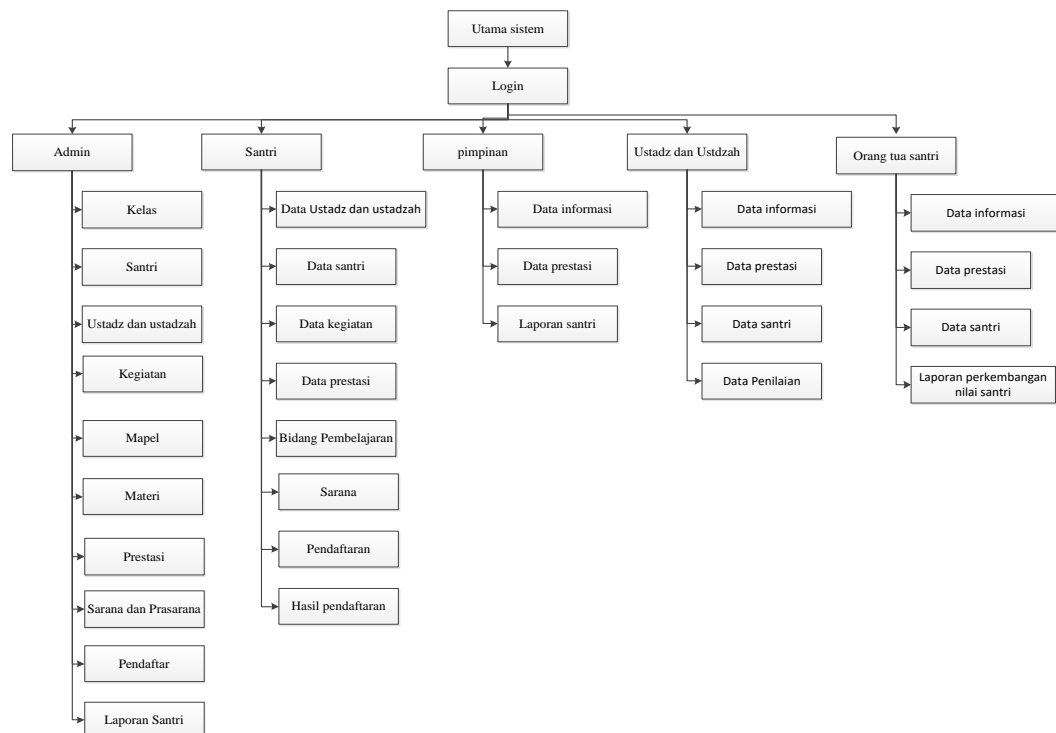 Utama sistem
Login
Admin
Santri
pimpinan
Ustadz dan Ustdzah
Orang tua santri
Kelas
Santri
Ustadz dan ustadzah
Kegiatan
Mapel
Materi
Prestasi
Sarana dan Prasarana
Pendaftar
Laporan Santri
Data Ustadz dan ustadzah
Data santri
Data kegiatan
Data prestasi
Bidang Pembelajaran
Sarana
Pendaftaran
Hasil pendaftaran
Data informasi
Data prestasi
Laporan santri
Data informasi
Data prestasi
Data santri
Data Penilaian
Data informasi
Data prestasi
Data santri
Laporan perkembangan
nilai santri